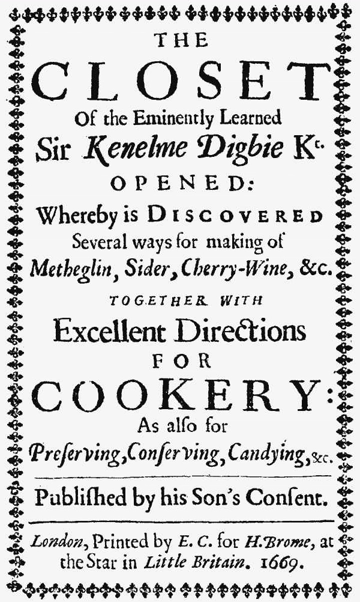 THE
CLOSET
Of the Eminently Learned
Sir Kenelme Digbie Kᵗ.
OPENED:
Whereby is DISCOVERED
Several ways for making of
Metheglin, Sider, Cherry-Wine, &c.
TOGETHER WITH
Excellent Directions
FOR
COOKERY:
As also for
Preſerving, Conſerving, Candying, &c.
Publiſhed by his Son's Conſent.
London, Printed by E. C. for H. Brome, at
the Star in Little Britain. 1669.